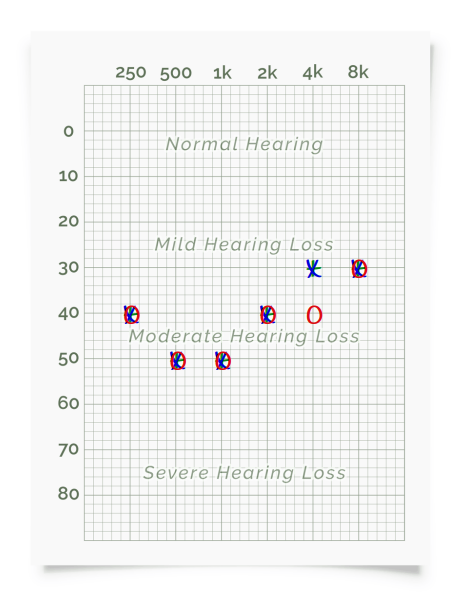 250 500 1k 2k 4k 8k
0
Normal Hearing
10
20
Mild Hearing Loss
30
40
Moderate Hearing Loss
50
60
70
Severe Hearing Loss
80